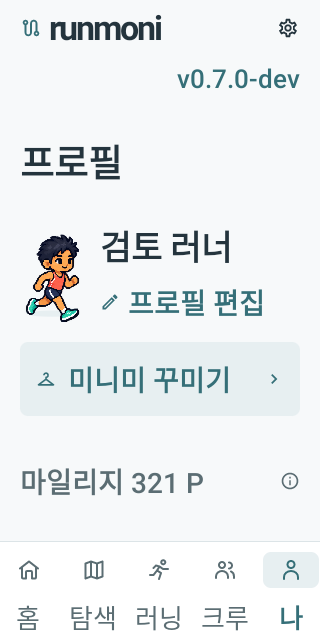 runmoni
v0.7.0-dev
프로필
검토 러너
프로필 편집
미니미 꾸미기
마일리지 321 P
홈 탐색 러닝 크루 나